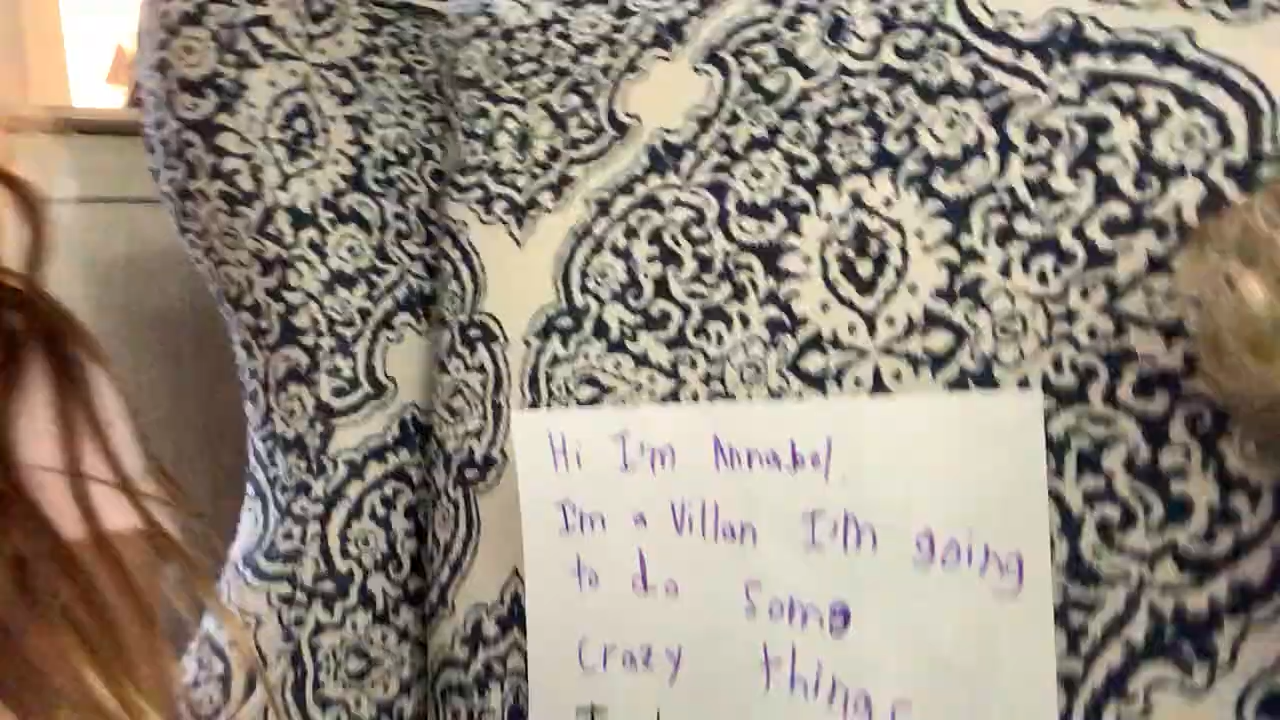 Hi I'm Annabel.
I'm a Villan I'm going
to do some
crazy things